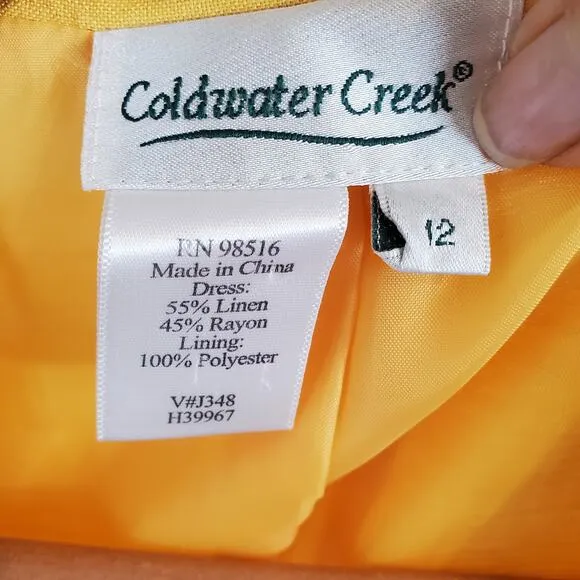 Coldwater Creek®
12
RN 98516
Made in China
Dress:
55% Linen
45% Rayon
Lining:
100% Polyester
V#J348
H39967